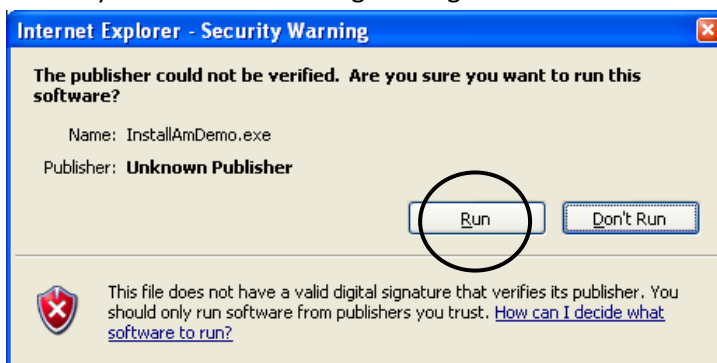 Internet Explorer - Security Warning
The publisher could not be verified. Are you sure you want to run this
software?
Name: InstallAmDemo.exe
Publisher: Unknown Publisher
Run Don't Run
This file does not have a valid digital signature that verifies its publisher. You
should only run software from publishers you trust. How can I decide what
software to run?